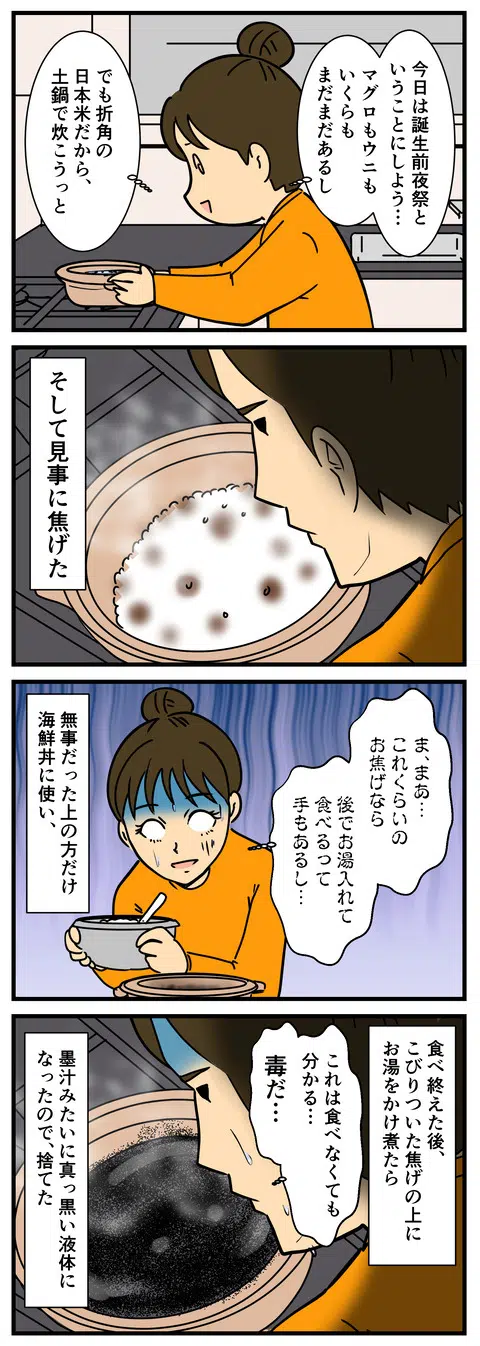 今日は誕生前夜祭と
いうことにしよう…
マグロもウニも
いくらも
まだまだあるし
でも折角の
日本米だから、
土鍋で炊こうっと
そして見事に焦げた
ま、まあ…
これくらいの
お焦げなら
後でお湯入れて
食べるって
手もあるし…
無事だった上の方だけ
海鮮丼に使い、
食べ終えた後、
こびりついた焦げの上に
お湯をかけ煮たら
これは食べなくても
分かる…
毒だ…
墨汁みたいに真っ黒い液体に
なったので、捨てた